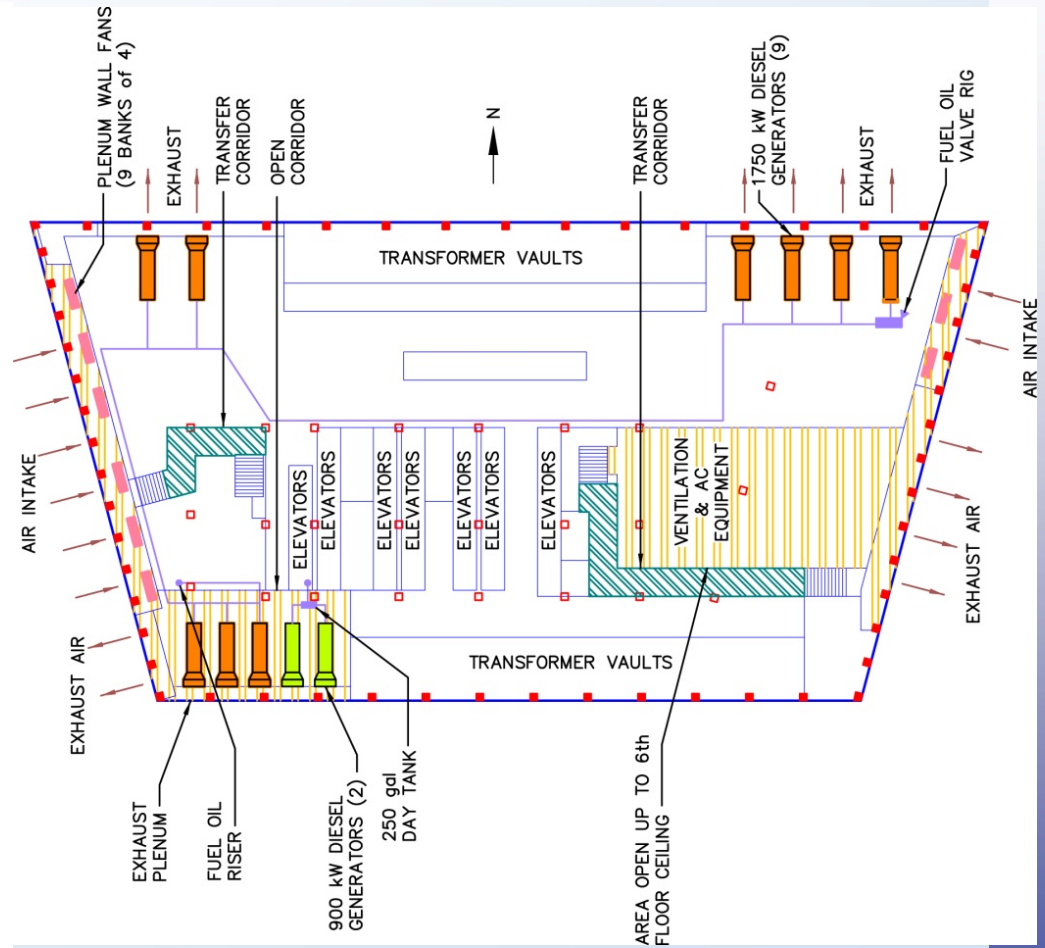 PLENUM WALL FANS
(9 BANKS of 4)
EXHAUST
TRANSFER
CORRIDOR
OPEN
CORRIDOR
N
TRANSFER
CORRIDOR
1750 kW DIESEL
GENERATORS (9)
EXHAUST
FUEL OIL
VALVE RIG
TRANSFORMER VAULTS
AIR INTAKE
AIR INTAKE
ELEVATORS
ELEVATORS
ELEVATORS
ELEVATORS
ELEVATORS
ELEVATORS
ELEVATORS
VENTILATION
& AC
EQUIPMENT
EXHAUST AIR
EXHAUST AIR
TRANSFORMER VAULTS
EXHAUST
PLENUM
FUEL OIL
RISER
900 kW DIESEL
GENERATORS (2)
250 gal
DAY TANK
AREA OPEN UP TO 6th
FLOOR CEILING